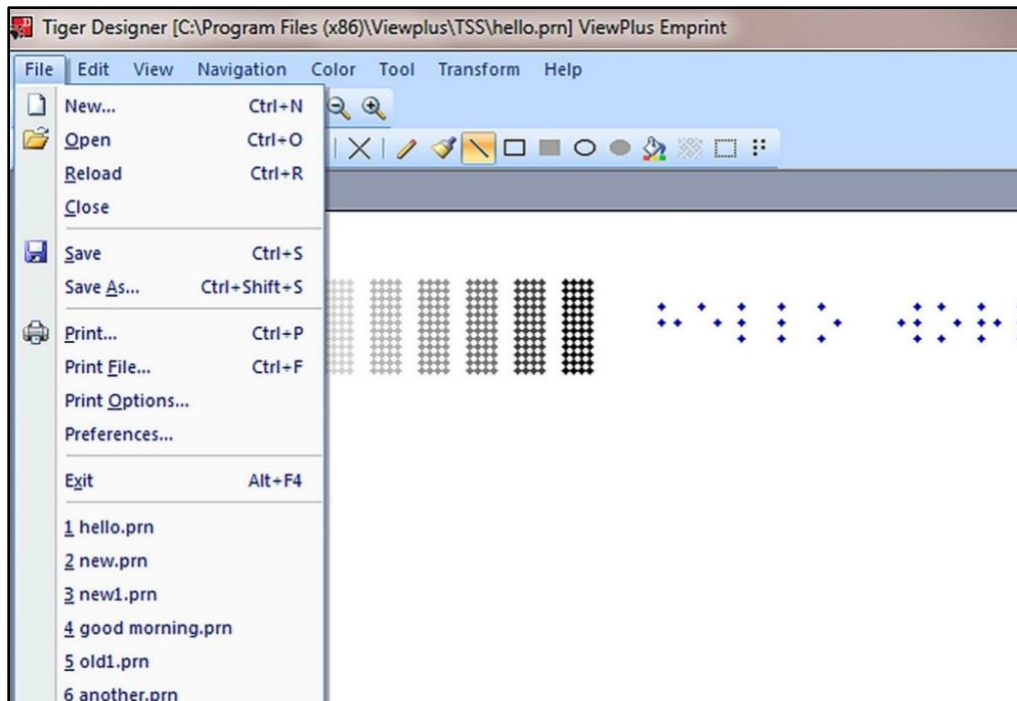 Tiger Designer [C:\Program Files (x86)\Viewplus\TSS\hello.prn] ViewPlus Emprint
File Edit View Navigation Color Tool Transform Help
New... Ctrl+N
Open Ctrl+O
Reload Ctrl+R
Close
Save Ctrl+S
Save As... Ctrl+Shift+S
Print... Ctrl+P
Print File... Ctrl+F
Print Options...
Preferences...
Exit Alt+F4
1 hello.prn
2 new.prn
3 new1.prn
4 good morning.prn
5 old1.prn
6 another.prn
⠓⠑⠇⠇⠕ ⠺⠕⠗